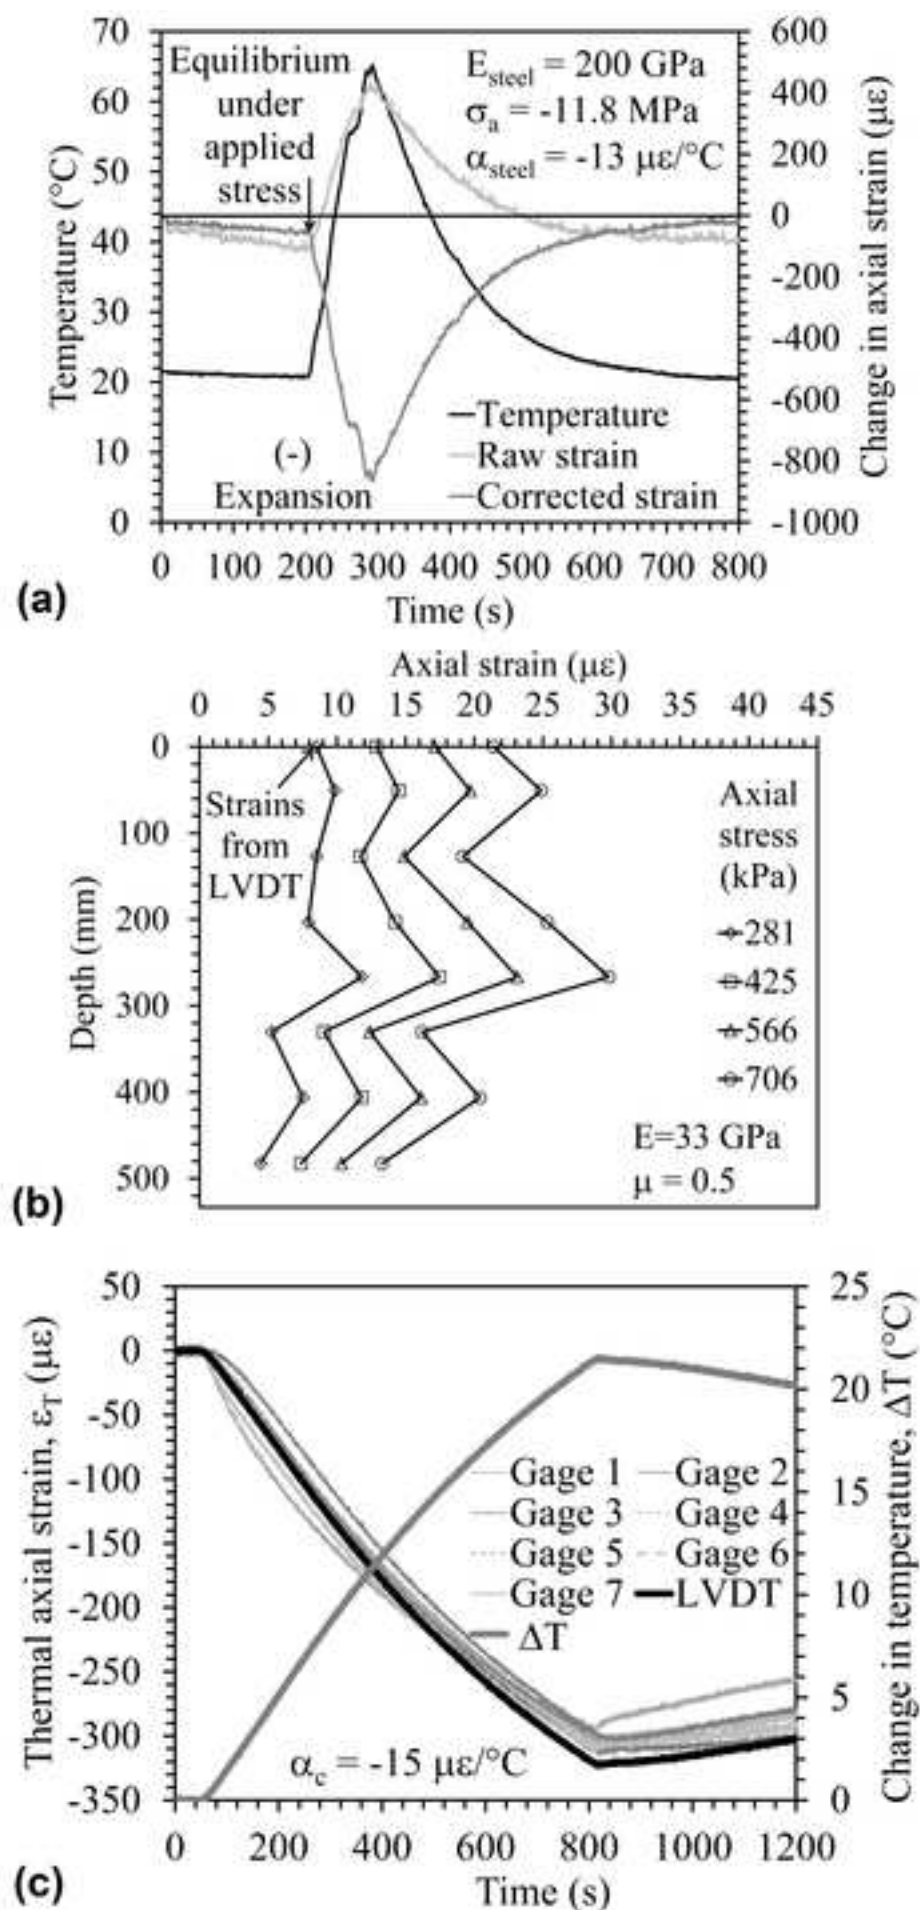 70
60
50
40
30
20
10
0
Temperature (°C)
600
400
200
0
-200
-400
-600
-800
-1000
Change in axial strain (με)
Equilibrium
under
applied
stress
E_steel = 200 GPa
σ_a = -11.8 MPa
α_steel = -13 με/°C
(-)
Expansion
Temperature
Raw strain
Corrected strain
0 100 200 300 400 500 600 700 800
Time (s)
(a)
Axial strain (με)
0 5 10 15 20 25 30 35 40 45
0
100
200
300
400
500
Depth (mm)
Strains
from
LVDT
Axial
stress
(kPa)
281
425
566
706
E=33 GPa
μ = 0.5
(b)
50
0
-50
-100
-150
-200
-250
-300
-350
Thermal axial strain, ε_T (με)
25
20
15
10
5
0
Change in temperature, ΔT (°C)
Gage 1 Gage 2
Gage 3 Gage 4
Gage 5 Gage 6
Gage 7 LVDT
ΔT
α_c = -15 με/°C
0 200 400 600 800 1000 1200
Time (s)
(c)